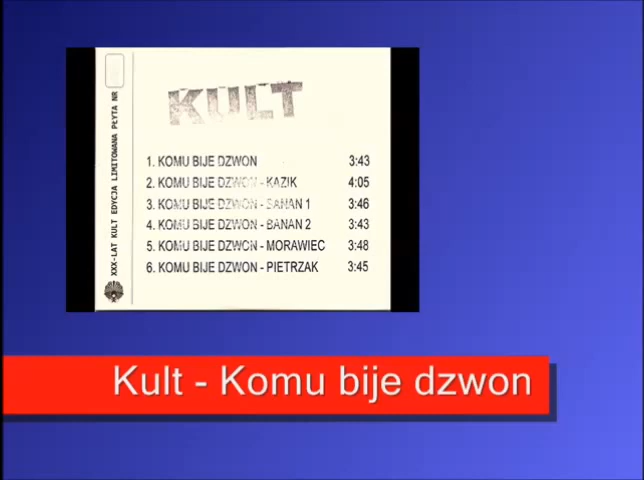 XXX-LAT KULT EDYCJA LIMITOWANA PŁYTA NR
KULT
1. KOMU BIJE DZWON 3:43
2. KOMU BIJE DZWON - KAZIK 4:05
3. KOMU BIJE DZWON - BANAN 1 3:46
4. KOMU BIJE DZWON - BANAN 2 3:43
5. KOMU BIJE DZWON - MORAWIEC 3:48
6. KOMU BIJE DZWON - PIETRZAK 3:45
Kult - Komu bije dzwon